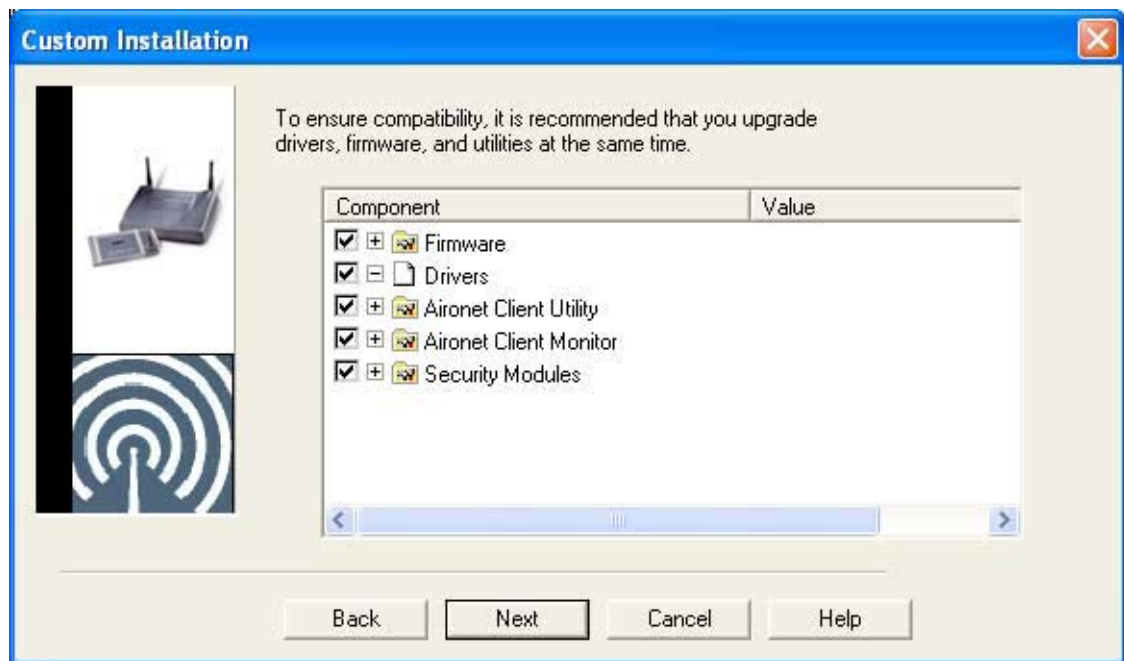 Custom Installation
To ensure compatibility, it is recommended that you upgrade
drivers, firmware, and utilities at the same time.
Component Value
Firmware
Drivers
Aironet Client Utility
Aironet Client Monitor
Security Modules
Back Next Cancel Help